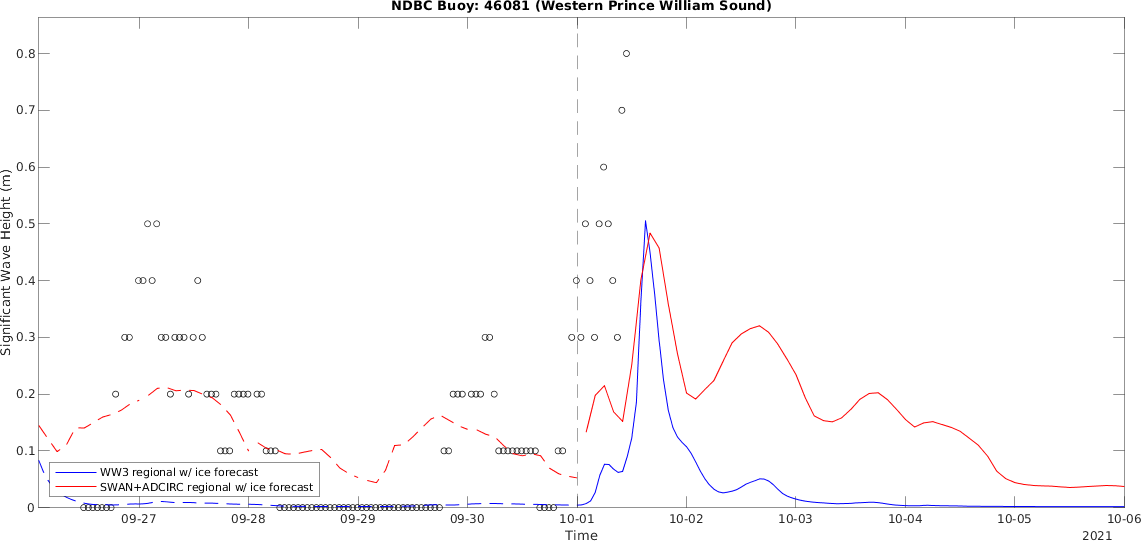 NDBC Buoy: 46081 (Western Prince William Sound)
Significant Wave Height (m)
0.8
0.7
0.6
0.5
0.4
0.3
0.2
0.1
0
WW3 regional w/ ice forecast
SWAN+ADCIRC regional w/ ice forecast
09-27 09-28 09-29 09-30 10-01 10-02 10-03 10-04 10-05 10-06
Time
2021